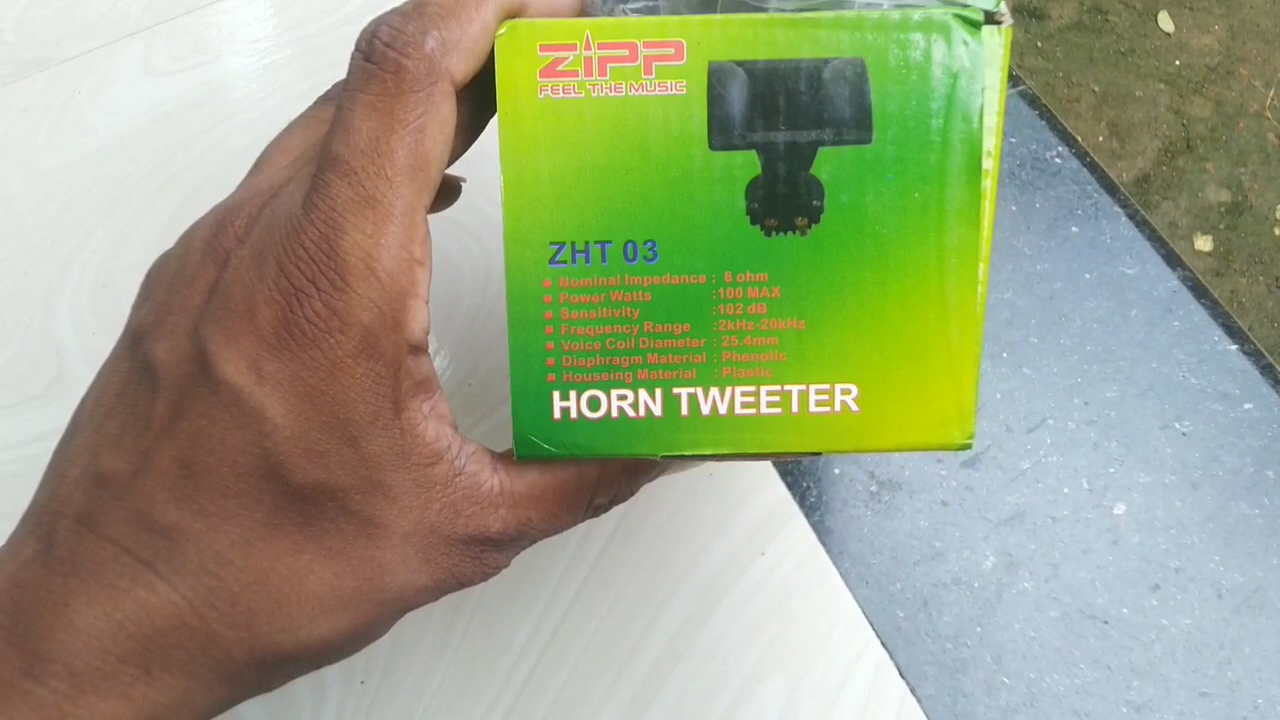 ZIPP
FEEL THE MUSIC
ZHT 03
Nominal Impedance : 8 ohm
Power Watts :100 MAX
Sensitivity :102 dB
Frequency Range :2kHz-20kHz
Voice Coil Diameter : 25.4mm
Diaphragm Material : Phenolic
Houseing Material : Plastic
HORN TWEETER